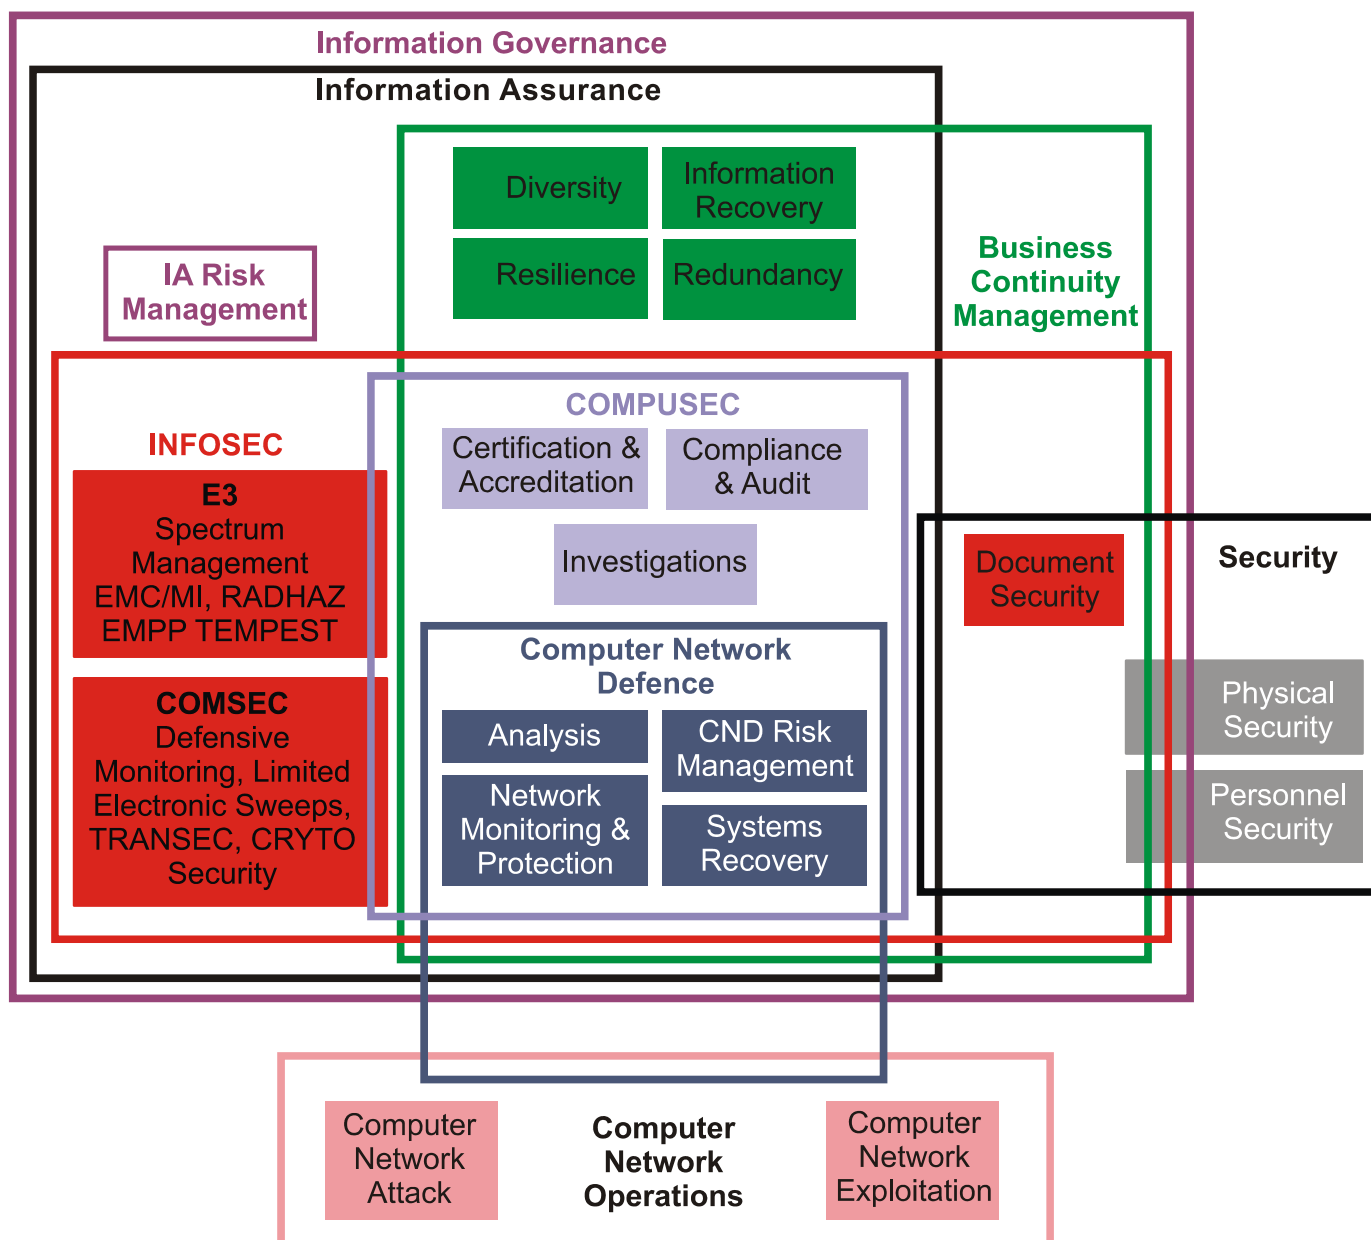 Information Governance
Information Assurance
Diversity
Information
Recovery
Resilience
Redundancy
IA Risk
Management
Business
Continuity
Management
COMPUSEC
Certification &
Accreditation
Compliance
& Audit
Investigations
INFOSEC
E3
Spectrum
Management
EMC/MI, RADHAZ
EMPP TEMPEST
COMSEC
Defensive
Monitoring, Limited
Electronic Sweeps,
TRANSEC, CRYTO
Security
Computer Network
Defence
Analysis
CND Risk
Management
Network
Monitoring &
Protection
Systems
Recovery
Document
Security
Security
Physical
Security
Personnel
Security
Computer
Network
Attack
Computer
Network
Operations
Computer
Network
Exploitation